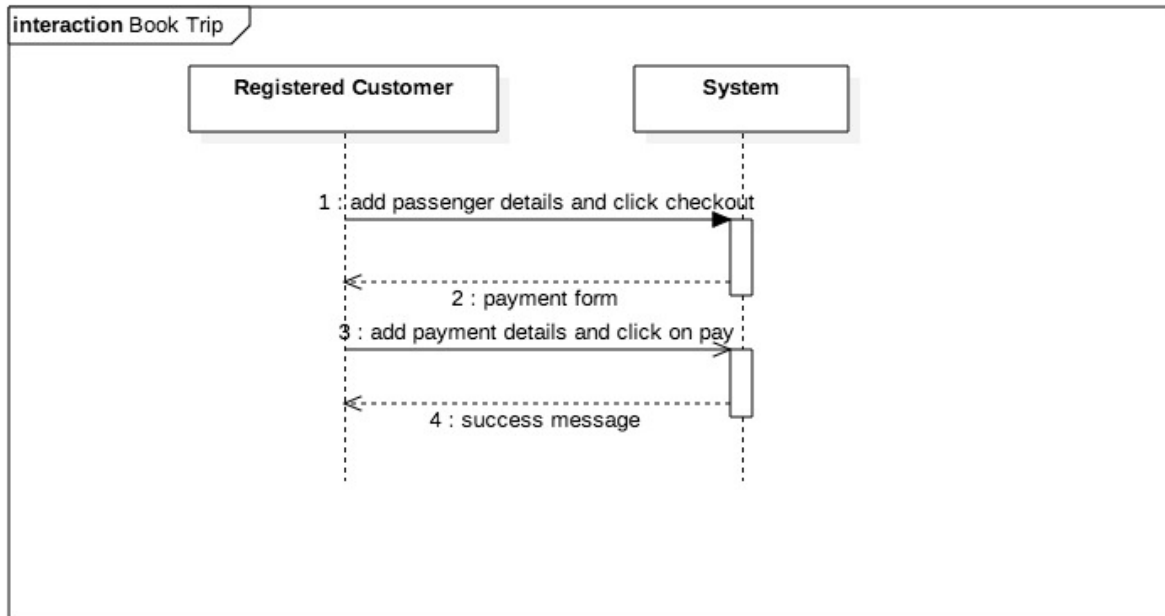 interaction Book Trip
Registered Customer
System
1 : add passenger details and click checkout
2 : payment form
3 : add payment details and click on pay
4 : success message